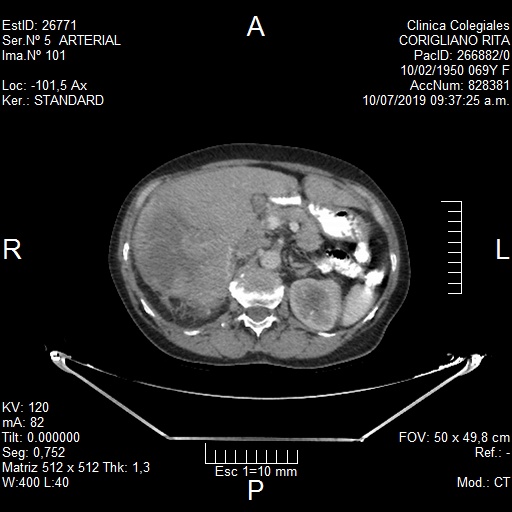 EstID: 26771
Ser.Nº 5 ARTERIAL
Ima.Nº 101
Loc: -101,5 Ax
Ker.: STANDARD
A
Clinica Colegiales
CORIGLIANO RITA
PacID: 266882/0
10/02/1950 069Y F
AccNum: 828381
10/07/2019 09:37:25 a.m.
R
L
KV: 120
mA: 82
Tilt: 0.000000
Seg: 0,752
Matriz 512 x 512 Thk: 1,3
W:400 L:40
Esc 1=10 mm
P
FOV: 50 x 49,8 cm
Ref.: -
Mod.: CT